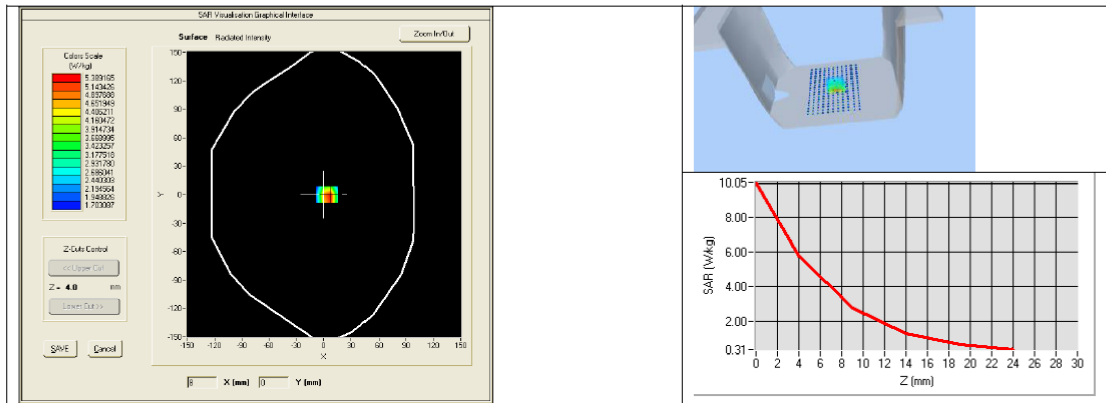 SAR Visualisation Graphical Interface
Surface Radiated Intensity
Zoom In/Out
Colors Scale
(W/kg)
5.389165
5.143426
4.897688
4.651949
4.406211
4.160472
3.914734
3.668995
3.423257
3.177518
2.931780
2.686041
2.440303
2.194564
1.948826
1.703087
Z-Cuts Control
<< Upper Cut
Z = 4.0 mm
Lower Cut >>
SAVE Cancel
150
120
90
60
30
0
-30
-60
-90
-120
-150
Y
-150 -120 -90 -60 -30 0 30 60 90 120 150
X
8 X (mm) 0 Y (mm)
10.05
8.00
6.00
4.00
2.00
0.31
SAR (W/kg)
0 2 4 6 8 10 12 14 16 18 20 22 24 26 28 30
Z (mm)